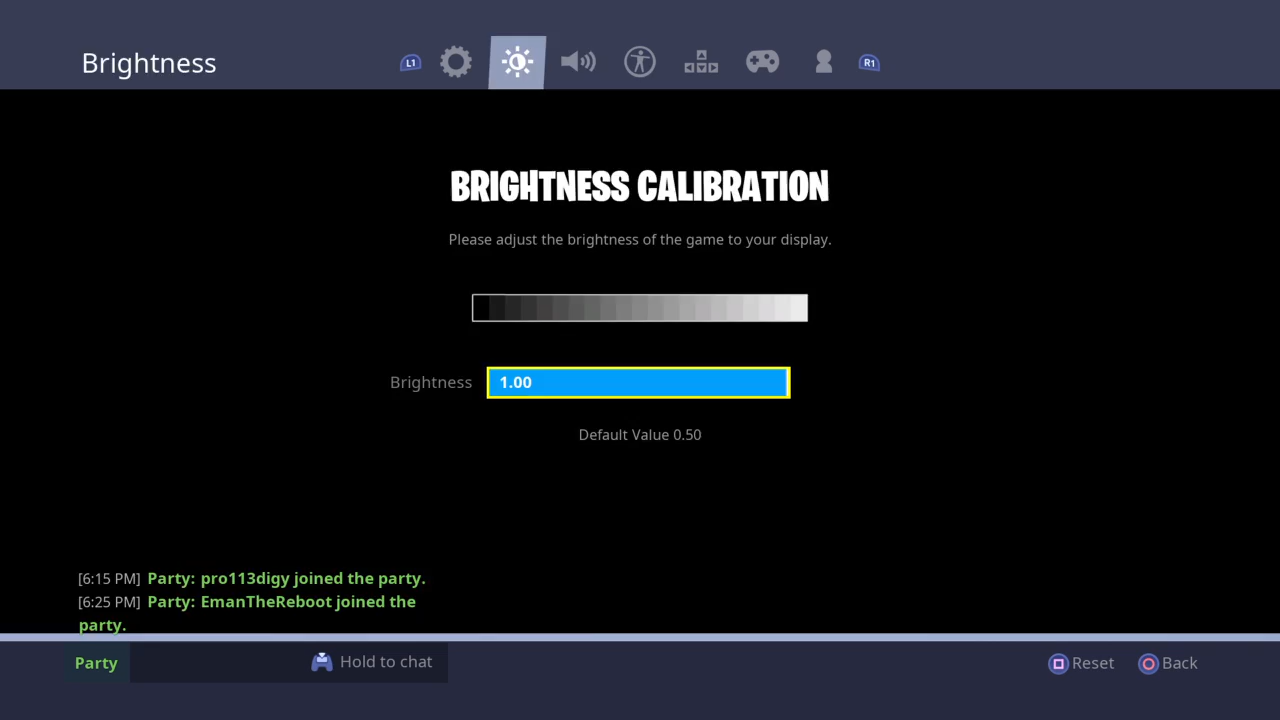 Brightness
L1
R1
BRIGHTNESS CALIBRATION
Please adjust the brightness of the game to your display.
Brightness 1.00
Default Value 0.50
[6:15 PM] Party: pro113digy joined the party.
[6:25 PM] Party: EmanTheReboot joined the
party.
Party
Hold to chat
Reset
Back